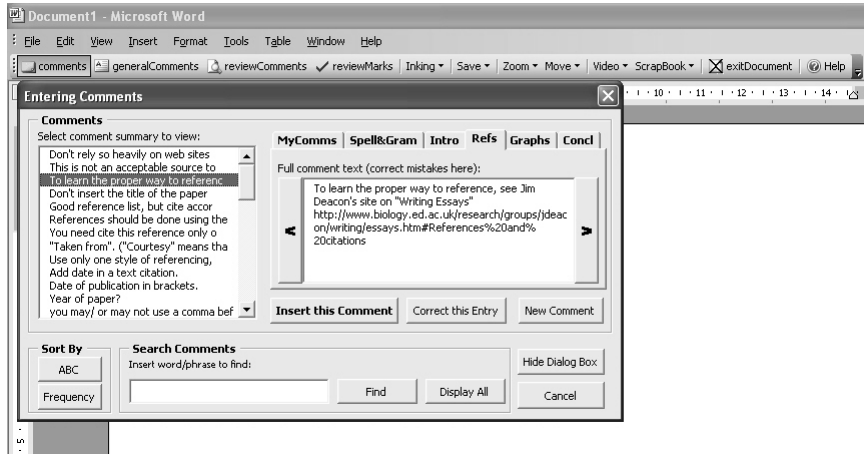 Document1 - Microsoft Word
File Edit View Insert Format Tools Table Window Help
comments generalComments reviewComments reviewMarks Inking Save Zoom Move Video ScrapBook exitDocument Help
Entering Comments
10 11 12 13 14
Comments
Select comment summary to view:
Don't rely so heavily on web sites
This is not an acceptable source to
To learn the proper way to referenc
Don't insert the title of the paper
Good reference list, but cite accor
References should be done using the
You need cite this reference only o
"Taken from". ("Courtesy" means tha
Use only one style of referencing,
Add date in a text citation.
Date of publication in brackets.
Year of paper?
you may/ or may not use a comma bef
MyComms Spell&Gram Intro Refs Graphs Concl
Full comment text (correct mistakes here):
To learn the proper way to reference, see Jim
Deacon's site on "Writing Essays"
http://www.biology.ed.ac.uk/research/groups/jdeac
on/writing/essays.htm#References%20and%
20citations
< >
Insert this Comment Correct this Entry New Comment
Sort By
ABC
Frequency
Search Comments
Insert word/phrase to find:
Find Display All
Hide Dialog Box
Cancel
5